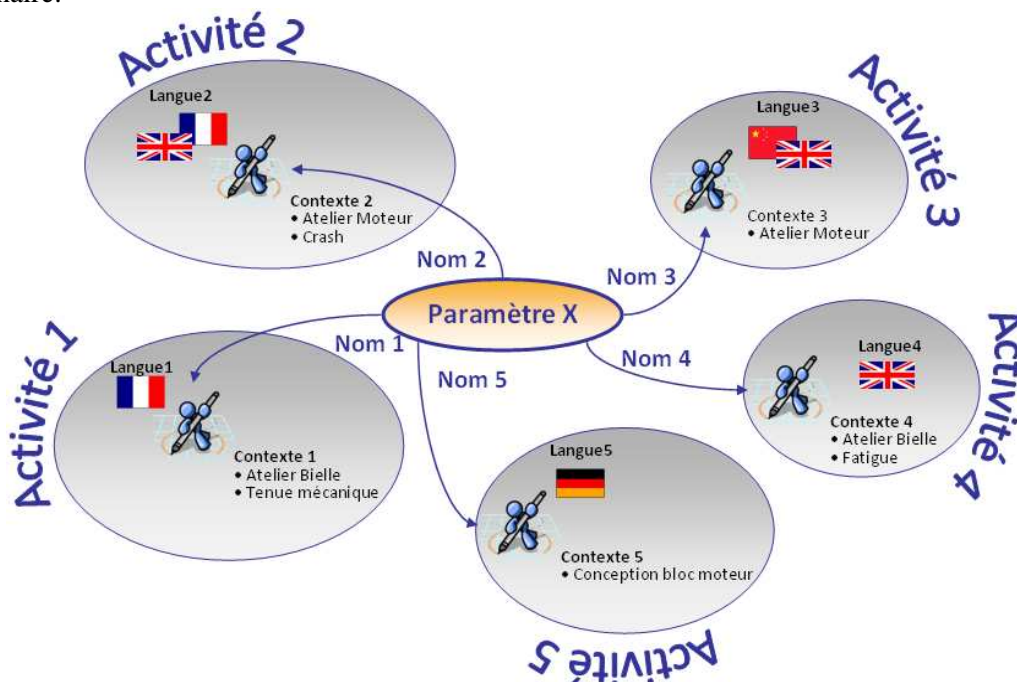 Activité 2
Langue2
Contexte 2
• Atelier Moteur
• Crash
Nom 2
Activité 3
Langue3
Contexte 3
• Atelier Moteur
Nom 3
Paramètre X
Activité 1
Langue1
Contexte 1
• Atelier Bielle
• Tenue mécanique
Nom 1
Nom 5
Nom 4
Activité 4
Langue4
Contexte 4
• Atelier Bielle
• Fatigue
Langue5
Contexte 5
• Conception bloc moteur
Activité 5